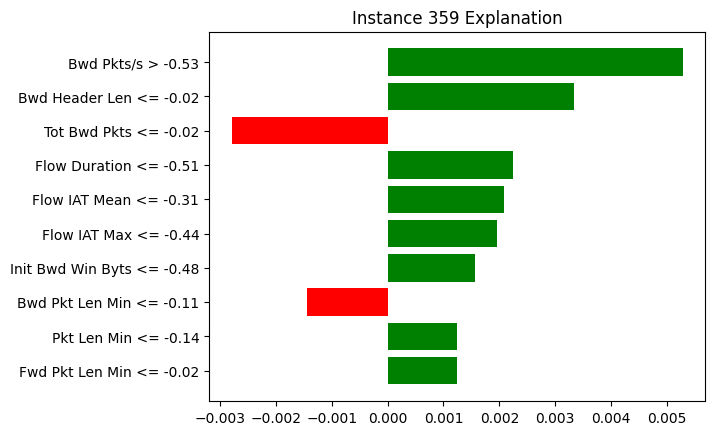 Instance 359 Explanation
Bwd Pkts/s > -0.53
Bwd Header Len <= -0.02
Tot Bwd Pkts <= -0.02
Flow Duration <= -0.51
Flow IAT Mean <= -0.31
Flow IAT Max <= -0.44
Init Bwd Win Byts <= -0.48
Bwd Pkt Len Min <= -0.11
Pkt Len Min <= -0.14
Fwd Pkt Len Min <= -0.02
−0.003 −0.002 −0.001 0.000 0.001 0.002 0.003 0.004 0.005